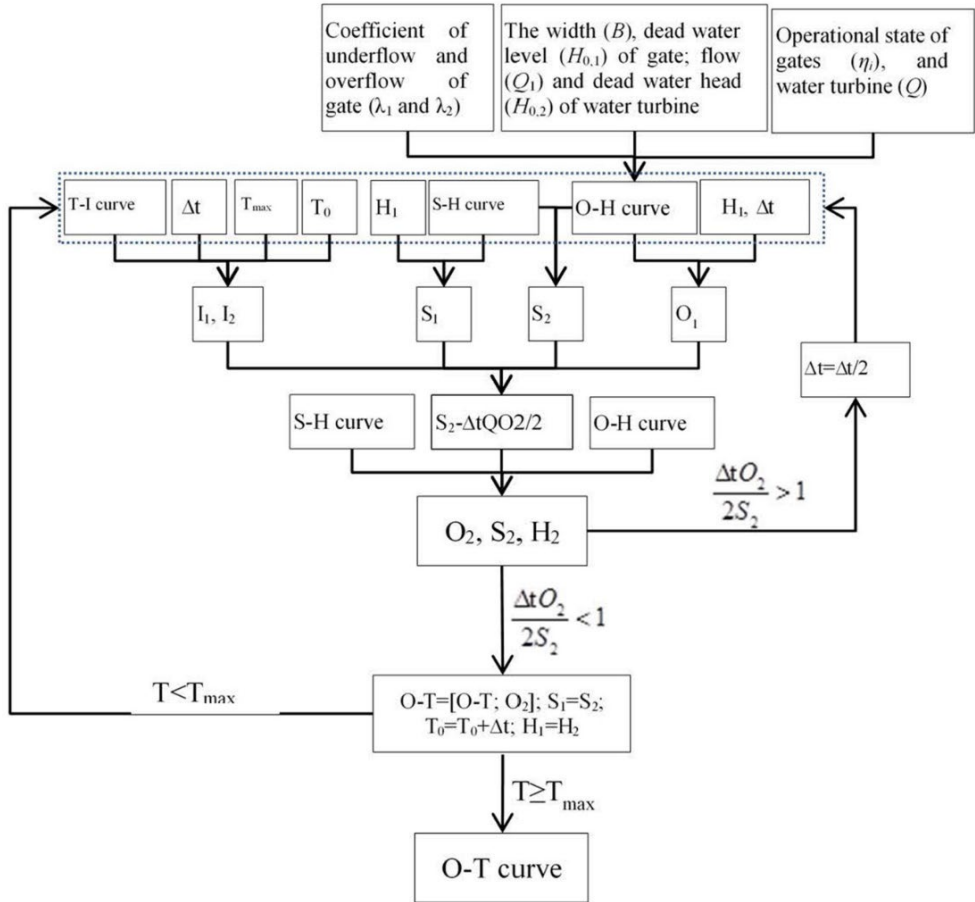 Coefficient of
underflow and
overflow of
gate (λ₁ and λ₂)
The width (B), dead water
level (H₀,₁) of gate; flow
(Q₁) and dead water head
(H₀,₂) of water turbine
Operational state of
gates (ηᵢ), and
water turbine (Q)
T-I curve
Δt
Tₘₐₓ
T₀
H₁
S-H curve
O-H curve
H₁, Δt
I₁, I₂
S₁
S₂
O₁
Δt=Δt/2
S-H curve
S₂-ΔtQO2/2
O-H curve
ΔtO₂/2S₂ > 1
O₂, S₂, H₂
ΔtO₂/2S₂ < 1
T<Tₘₐₓ
O-T=[O-T; O₂]; S₁=S₂;
T₀=T₀+Δt; H₁=H₂
T≥Tₘₐₓ
O-T curve